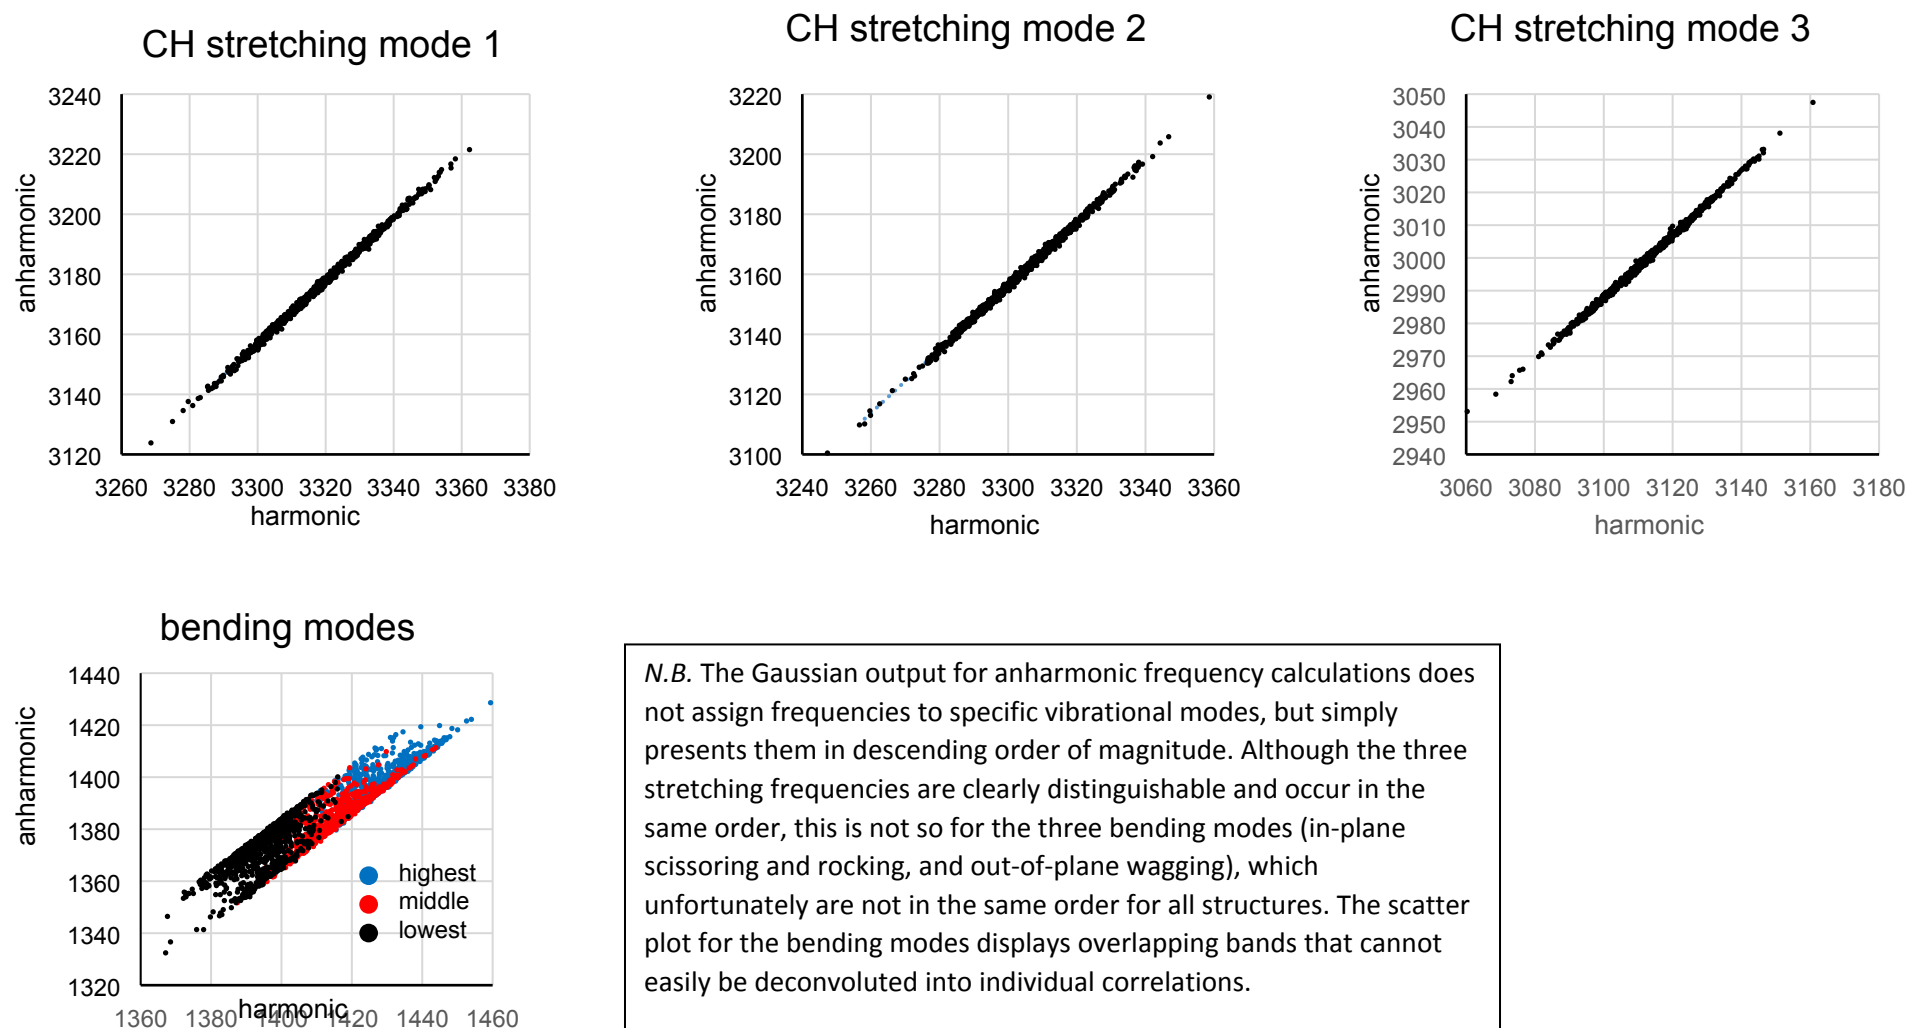 CH stretching mode 1
3240
3220
3200
3180
3160
3140
3120
anharmonic
3260 3280 3300 3320 3340 3360 3380
harmonic
CH stretching mode 2
3220
3200
3180
3160
3140
3120
3100
anharmonic
3240 3260 3280 3300 3320 3340 3360
harmonic
CH stretching mode 3
3050
3040
3030
3020
3010
3000
2990
2980
2970
2960
2950
2940
anharmonic
3060 3080 3100 3120 3140 3160 3180
harmonic
bending modes
1440
1420
1400
1380
1360
1340
1320
anharmonic
highest
middle
lowest
harmonic
1360 1380 1400 1420 1440 1460
N.B. The Gaussian output for anharmonic frequency calculations does
not assign frequencies to specific vibrational modes, but simply
presents them in descending order of magnitude. Although the three
stretching frequencies are clearly distinguishable and occur in the
same order, this is not so for the three bending modes (in-plane
scissoring and rocking, and out-of-plane wagging), which
unfortunately are not in the same order for all structures. The scatter
plot for the bending modes displays overlapping bands that cannot
easily be deconvoluted into individual correlations.